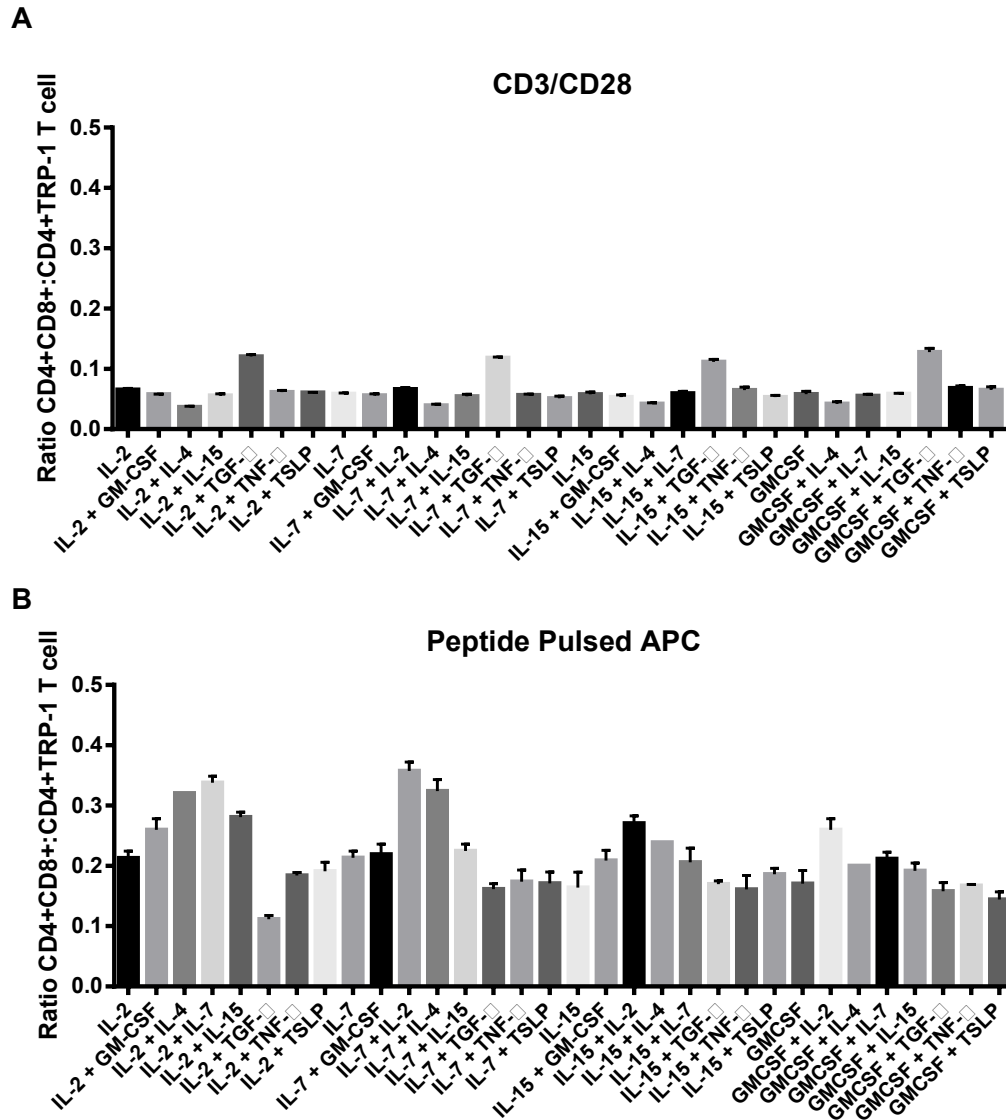 A
CD3/CD28
Ratio CD4+CD8+:CD4+TRP-1 T cell
0.5
0.4
0.3
0.2
0.1
0.0
IL-2
IL-2 + GM-CSF
IL-2 + IL-4
IL-2 + IL-15
IL-2 + TGF-□
IL-2 + TNF-□
IL-2 + TSLP
IL-7
IL-7 + GM-CSF
IL-7 + IL-2
IL-7 + IL-4
IL-7 + IL-15
IL-7 + TGF-□
IL-7 + TNF-□
IL-7 + TSLP
IL-15
IL-15 + GM-CSF
IL-15 + IL-4
IL-15 + IL-7
IL-15 + TGF-□
IL-15 + TNF-□
IL-15 + TSLP
GMCSF
GMCSF + IL-4
GMCSF + IL-7
GMCSF + IL-15
GMCSF + TGF-□
GMCSF + TNF-□
GMCSF + TSLP
B
Peptide Pulsed APC
Ratio CD4+CD8+:CD4+TRP-1 T cell
0.5
0.4
0.3
0.2
0.1
0.0
IL-2
IL-2 + GM-CSF
IL-2 + IL-4
IL-2 + IL-7
IL-2 + IL-15
IL-2 + TGF-□
IL-2 + TNF-□
IL-2 + TSLP
IL-7
IL-7 + GM-CSF
IL-7 + IL-2
IL-7 + IL-4
IL-7 + IL-15
IL-7 + TGF-□
IL-7 + TNF-□
IL-7 + TSLP
IL-15
IL-15 + GM-CSF
IL-15 + IL-2
IL-15 + IL-4
IL-15 + IL-7
IL-15 + TGF-□
IL-15 + TNF-□
IL-15 + TSLP
GMCSF
GMCSF + IL-2
GMCSF + IL-4
GMCSF + IL-7
GMCSF + IL-15
GMCSF + TGF-□
GMCSF + TNF-□
GMCSF + TSLP